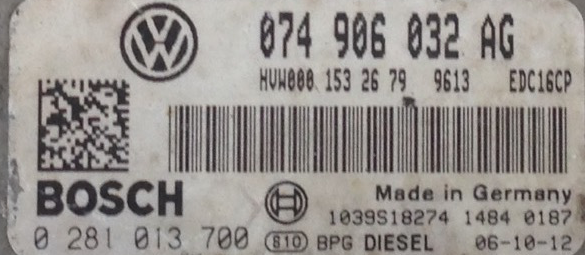 074 906 032 AG
HVW000 153 26 79 9613 EDC16CP
BOSCH
Made in Germany
1039S18274 1484 0187
0 281 013 700 810 BPG DIESEL 06-10-12